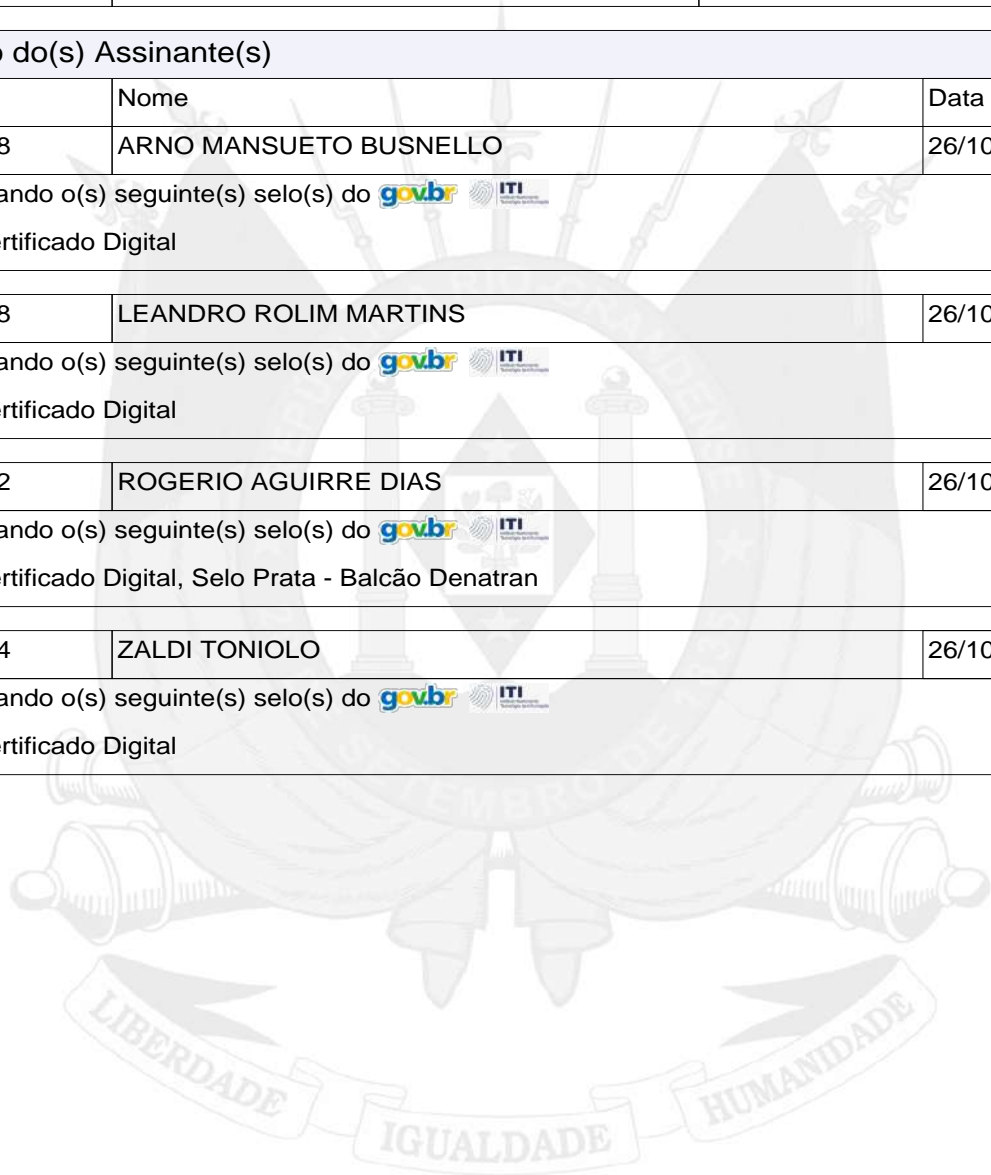 o do(s) Assinante(s)
Nome Data
8 ARNO MANSUETO BUSNELLO 26/10
ando o(s) seguinte(s) selo(s) do gov.br ITI
ertificado Digital
8 LEANDRO ROLIM MARTINS 26/10
ando o(s) seguinte(s) selo(s) do gov.br ITI
ertificado Digital
2 ROGERIO AGUIRRE DIAS 26/10
ando o(s) seguinte(s) selo(s) do gov.br ITI
ertificado Digital, Selo Prata - Balcão Denatran
4 ZALDI TONIOLO 26/10
ando o(s) seguinte(s) selo(s) do gov.br ITI
ertificado Digital
SETEMBRO DE
LIBERDADE IGUALDADE HUMANIDADE